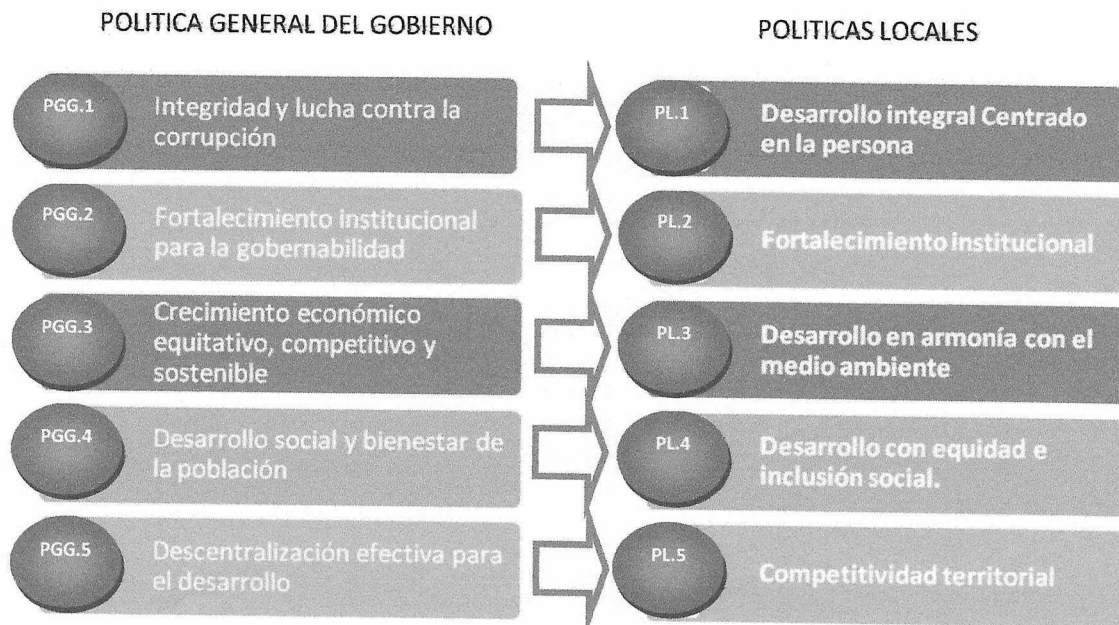 POLITICA GENERAL DEL GOBIERNO
POLITICAS LOCALES
PGG.1
Integridad y lucha contra la
corrupción
PL.1
Desarrollo integral Centrado
en la persona
PGG.2
Fortalecimiento institucional
para la gobernabilidad
PL.2
Fortalecimiento institucional
PGG.3
Crecimiento económico
equitativo, competitivo y
sostenible
PL.3
Desarrollo en armonía con el
medio ambiente
PGG.4
Desarrollo social y bienestar de
la población
PL.4
Desarrollo con equidad e
inclusión social.
PGG.5
Descentralización efectiva para
el desarrollo
PL.5
Competitividad territorial